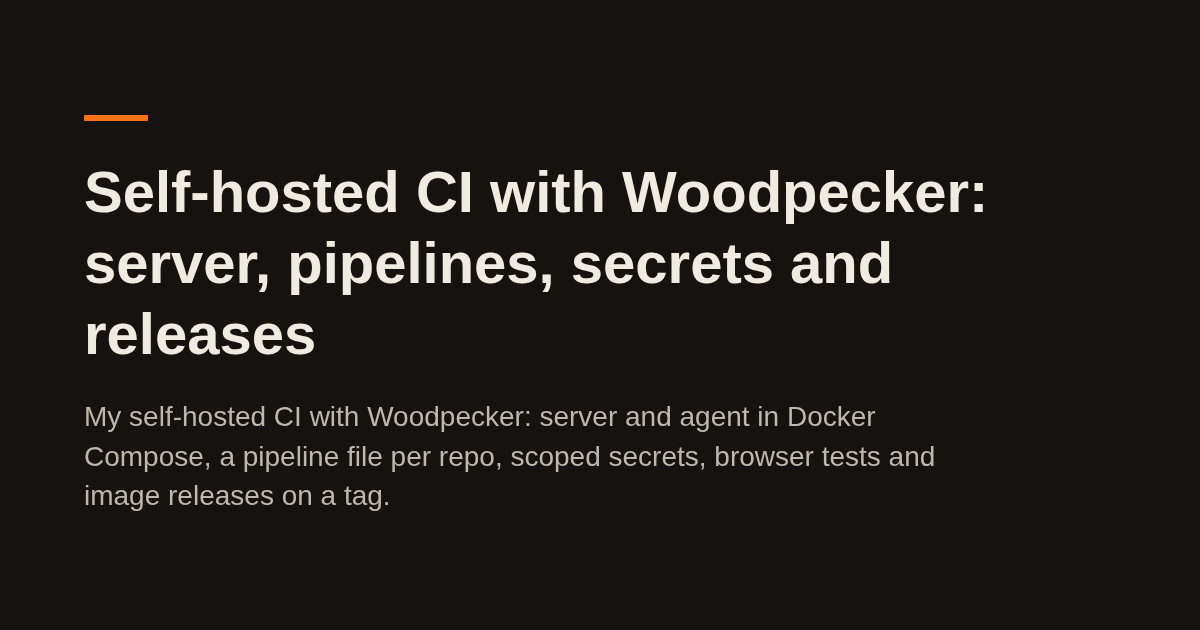 Self-hosted CI with Woodpecker:
server, pipelines, secrets and
releases
My self-hosted CI with Woodpecker: server and agent in Docker
Compose, a pipeline file per repo, scoped secrets, browser tests and
image releases on a tag.